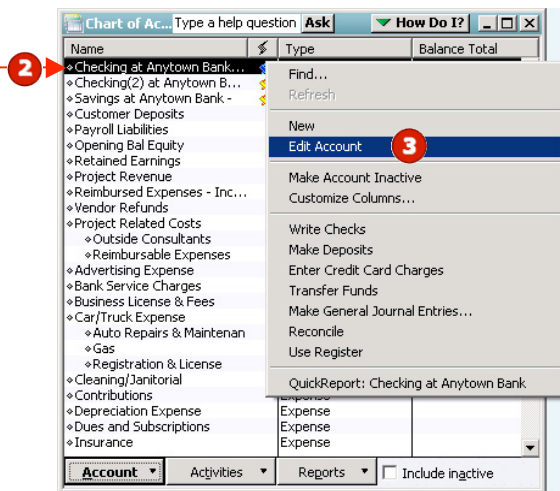 Chart of Ac... Type a help question Ask How Do I?
Name Type Balance Total
2
Checking at Anytown Bank...
Checking(2) at Anytown B...
Savings at Anytown Bank -
Customer Deposits
Payroll Liabilities
Opening Bal Equity
Retained Earnings
Project Revenue
Reimbursed Expenses - Inc...
Vendor Refunds
Project Related Costs
Outside Consultants
Reimbursable Expenses
Advertising Expense
Bank Service Charges
Business License & Fees
Car/Truck Expense
Auto Repairs & Maintenan
Gas
Registration & License
Cleaning/Janitorial
Contributions
Depreciation Expense Expense
Dues and Subscriptions Expense
Insurance Expense
Find...
Refresh
New
Edit Account 3
Make Account Inactive
Customize Columns...
Write Checks
Make Deposits
Enter Credit Card Charges
Transfer Funds
Make General Journal Entries...
Reconcile
Use Register
QuickReport: Checking at Anytown Bank
Account Activities Reports Include inactive